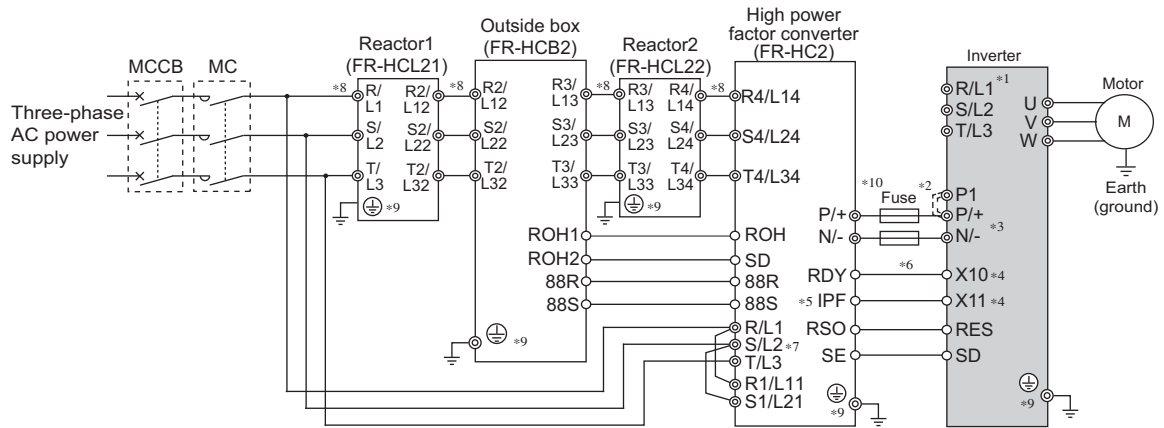 Three-phase
AC power
supply
MCCB
MC
Reactor1
(FR-HCL21)
*8
R/
L1
R2/
L12
S/
L2
S2/
L22
T/
L3
T2/
L32
*9
Outside box
(FR-HCB2)
*8
R2/
L12
R3/
L13
S2/
L22
S3/
L23
T2/
L32
T3/
L33
ROH1
ROH2
88R
88S
*9
Reactor2
(FR-HCL22)
*8
R3/
L13
R4/
L14
S3/
L23
S4/
L24
T3/
L33
T4/
L34
*9
High power
factor converter
(FR-HC2)
*8
R4/L14
S4/L24
T4/L34
ROH
SD
88R
88S
R/L1
S/L2 *7
T/L3
R1/L11
S1/L21
P/+
N/-
RDY
*5 IPF
RSO
SE
*9
*10
Fuse
*2
*6
Inverter
R/L1 *1
S/L2
T/L3
P1
P/+
*3
N/-
X10 *4
X11 *4
RES
SD
U
V
W
*9
Motor
M
Earth
(ground)